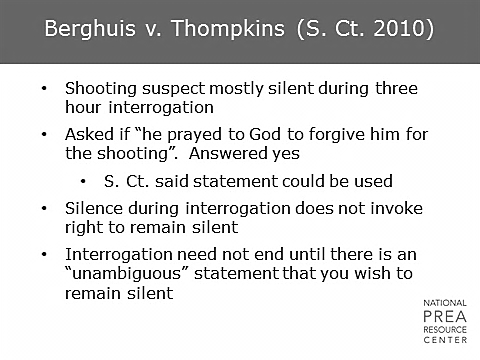 Berghuis v. Thompkins (S. Ct. 2010)
• Shooting suspect mostly silent during three
hour interrogation
• Asked if “he prayed to God to forgive him for
the shooting”.  Answered yes
• S. Ct. said statement could be used
• Silence during interrogation does not invoke
right to remain silent
• Interrogation need not end until there is an
“unambiguous” statement that you wish to
remain silent
NATIONAL
PREA
RESOURCE
CENTER